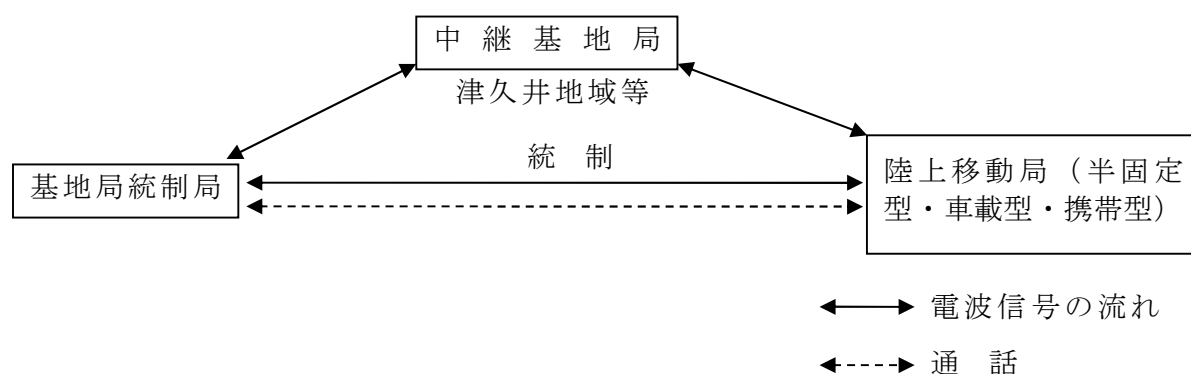 中継基地局
津久井地域等
統制
基地局統制局
陸上移動局（半固定
型・車載型・携帯型）
電波信号の流れ
通話